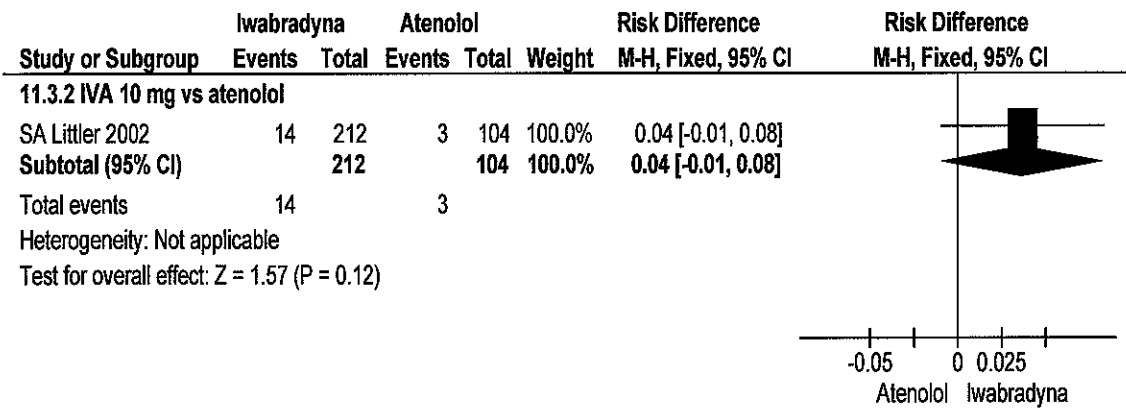 Iwabradyna Atenolol Risk Difference Risk Difference
Study or Subgroup Events Total Events Total Weight M-H, Fixed, 95% CI M-H, Fixed, 95% CI
11.3.2 IVA 10 mg vs atenolol
SA Littler 2002 14 212 3 104 100.0% 0.04 [-0.01, 0.08]
Subtotal (95% CI) 212 104 100.0% 0.04 [-0.01, 0.08]
Total events 14 3
Heterogeneity: Not applicable
Test for overall effect: Z = 1.57 (P = 0.12)
-0.05 0 0.025
Atenolol Iwabradyna